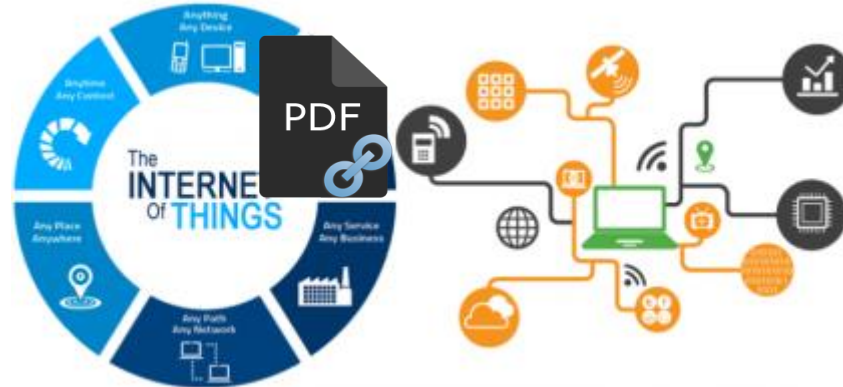 Anything
Any Device
Anytime
Any Context
PDF
The
INTERNE
Of THINGS
Any Place
Anywhere
Any Service
Any Business
Any Path
Any Network